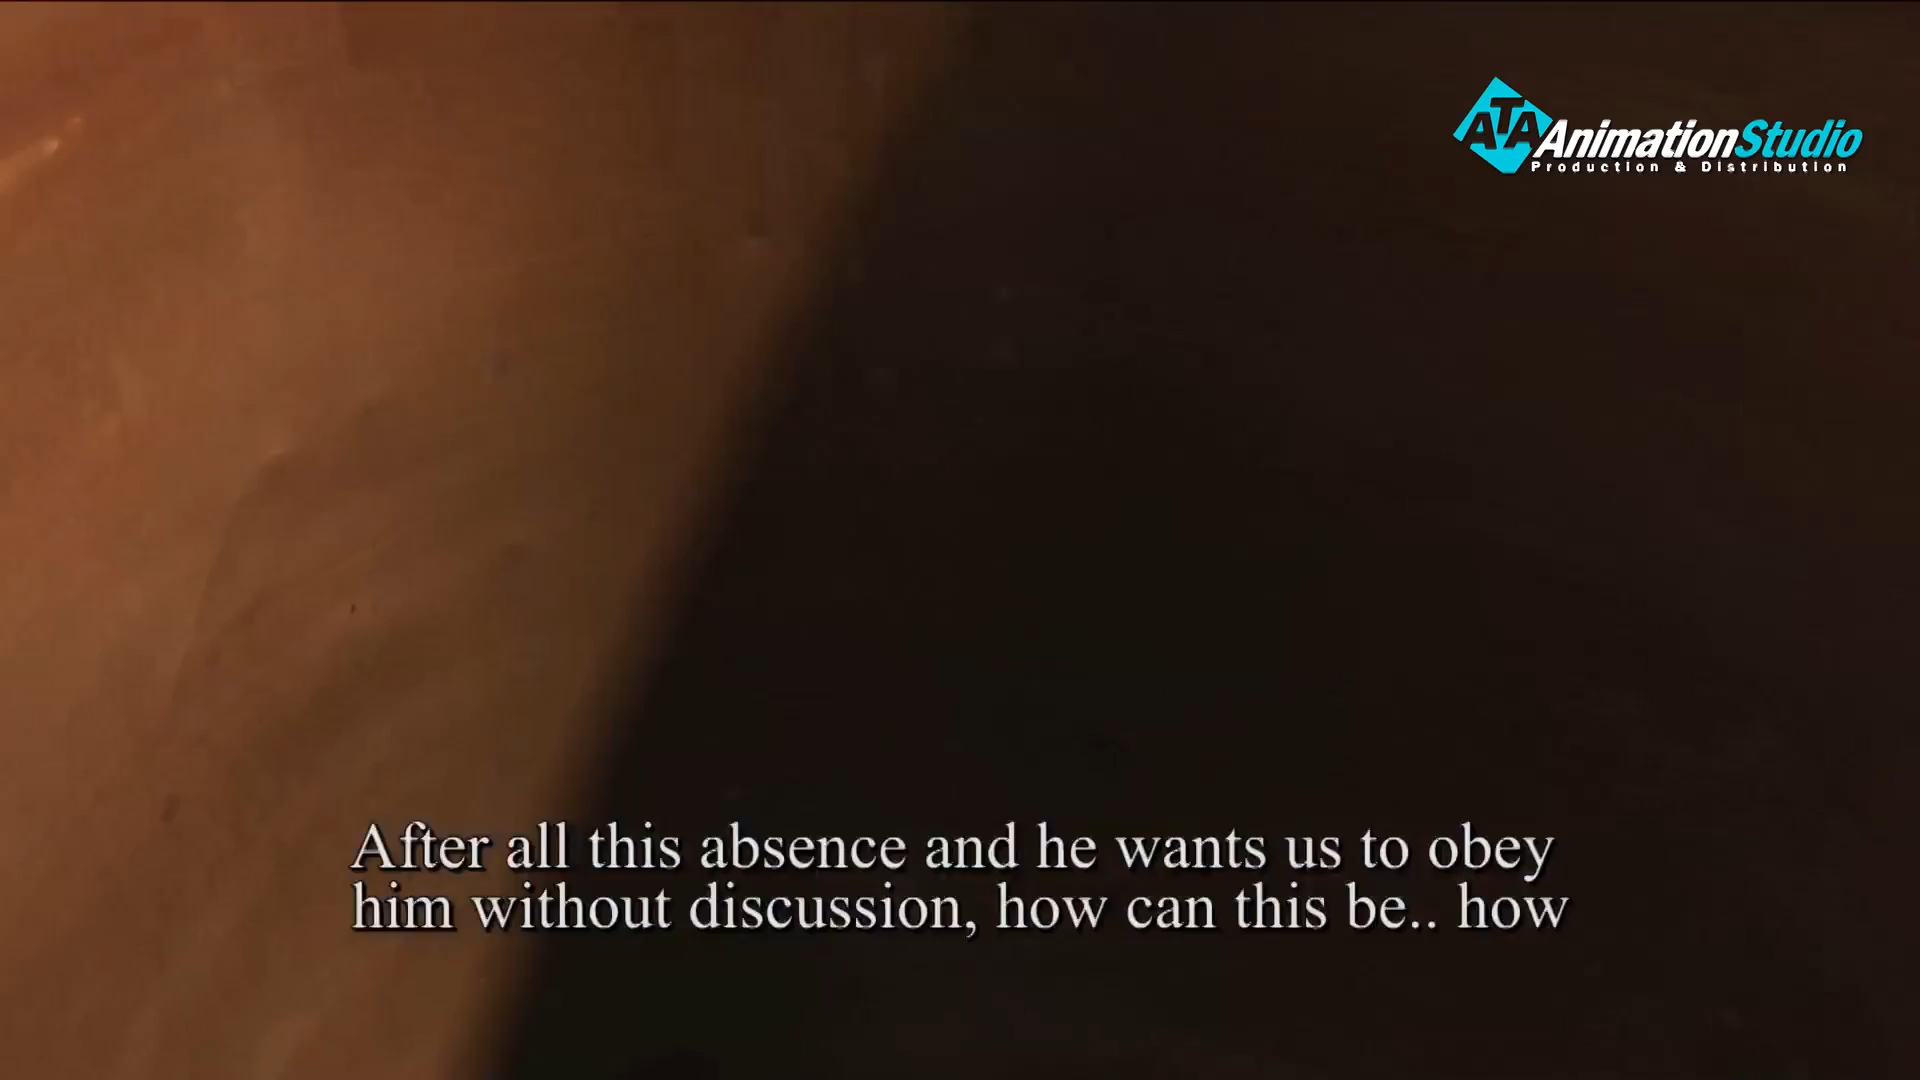 ATA AnimationStudio
Production & Distribution
After all this absence and he wants us to obey
him without discussion, how can this be.. how